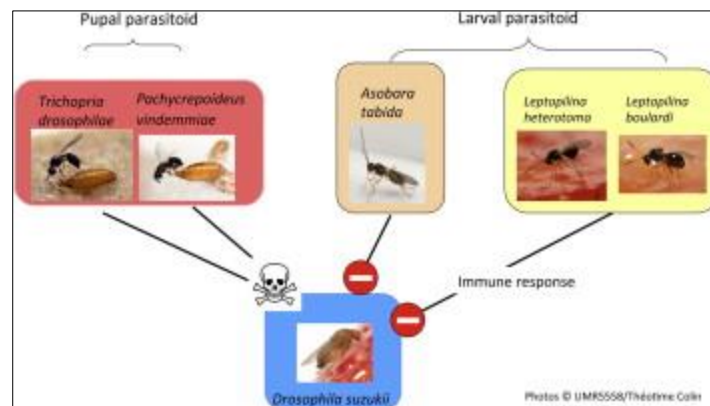 Pupal parasitoid
Larval parasitoid
Trichopria
drosophilae
Pachycrepoideus
vindemmiae
Asobara
tabida
Leptopilina
heterotoma
Leptopilina
boulardi
Immune response
Drosophila suzukii
Photos © UMR5558/Théotime Colin